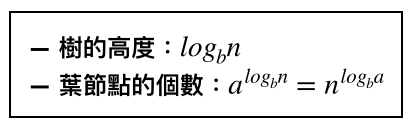 – 樹的高度：$log_b n$
– 葉節點的個數：$a^{log_b n} = n^{log_b a}$